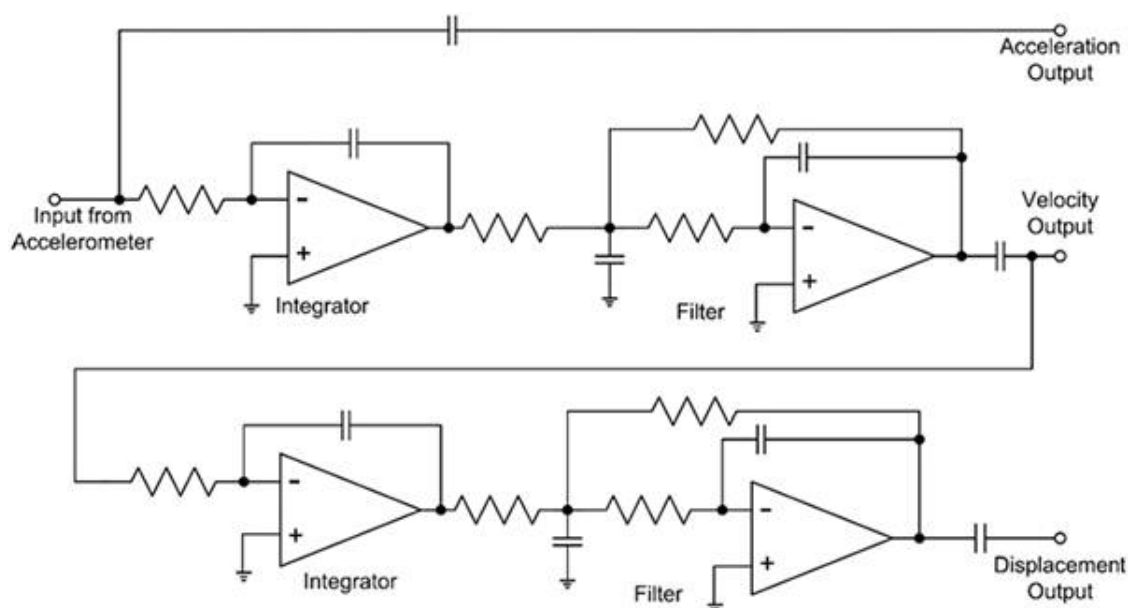 Acceleration
Output
Input from
Accelerometer
-
+
Integrator
-
+
Filter
Velocity
Output
-
+
Integrator
-
+
Filter
Displacement
Output